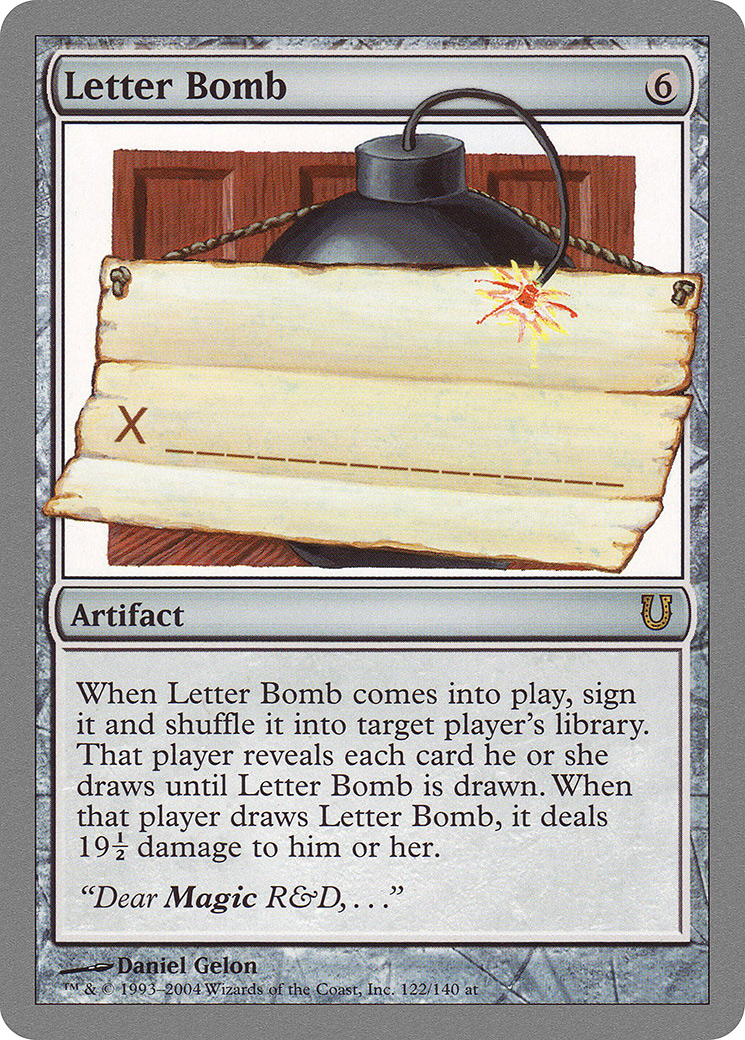 Letter Bomb 6
X _ _ _ _ _ _ _ _ _ _ _ _ _ _ _
Artifact
When Letter Bomb comes into play, sign
it and shuffle it into target player's library.
That player reveals each card he or she
draws until Letter Bomb is drawn. When
that player draws Letter Bomb, it deals
19½ damage to him or her.
“Dear Magic R&D, . . .”
Daniel Gelon
™ & © 1993–2004 Wizards of the Coast, Inc. 122/140 at